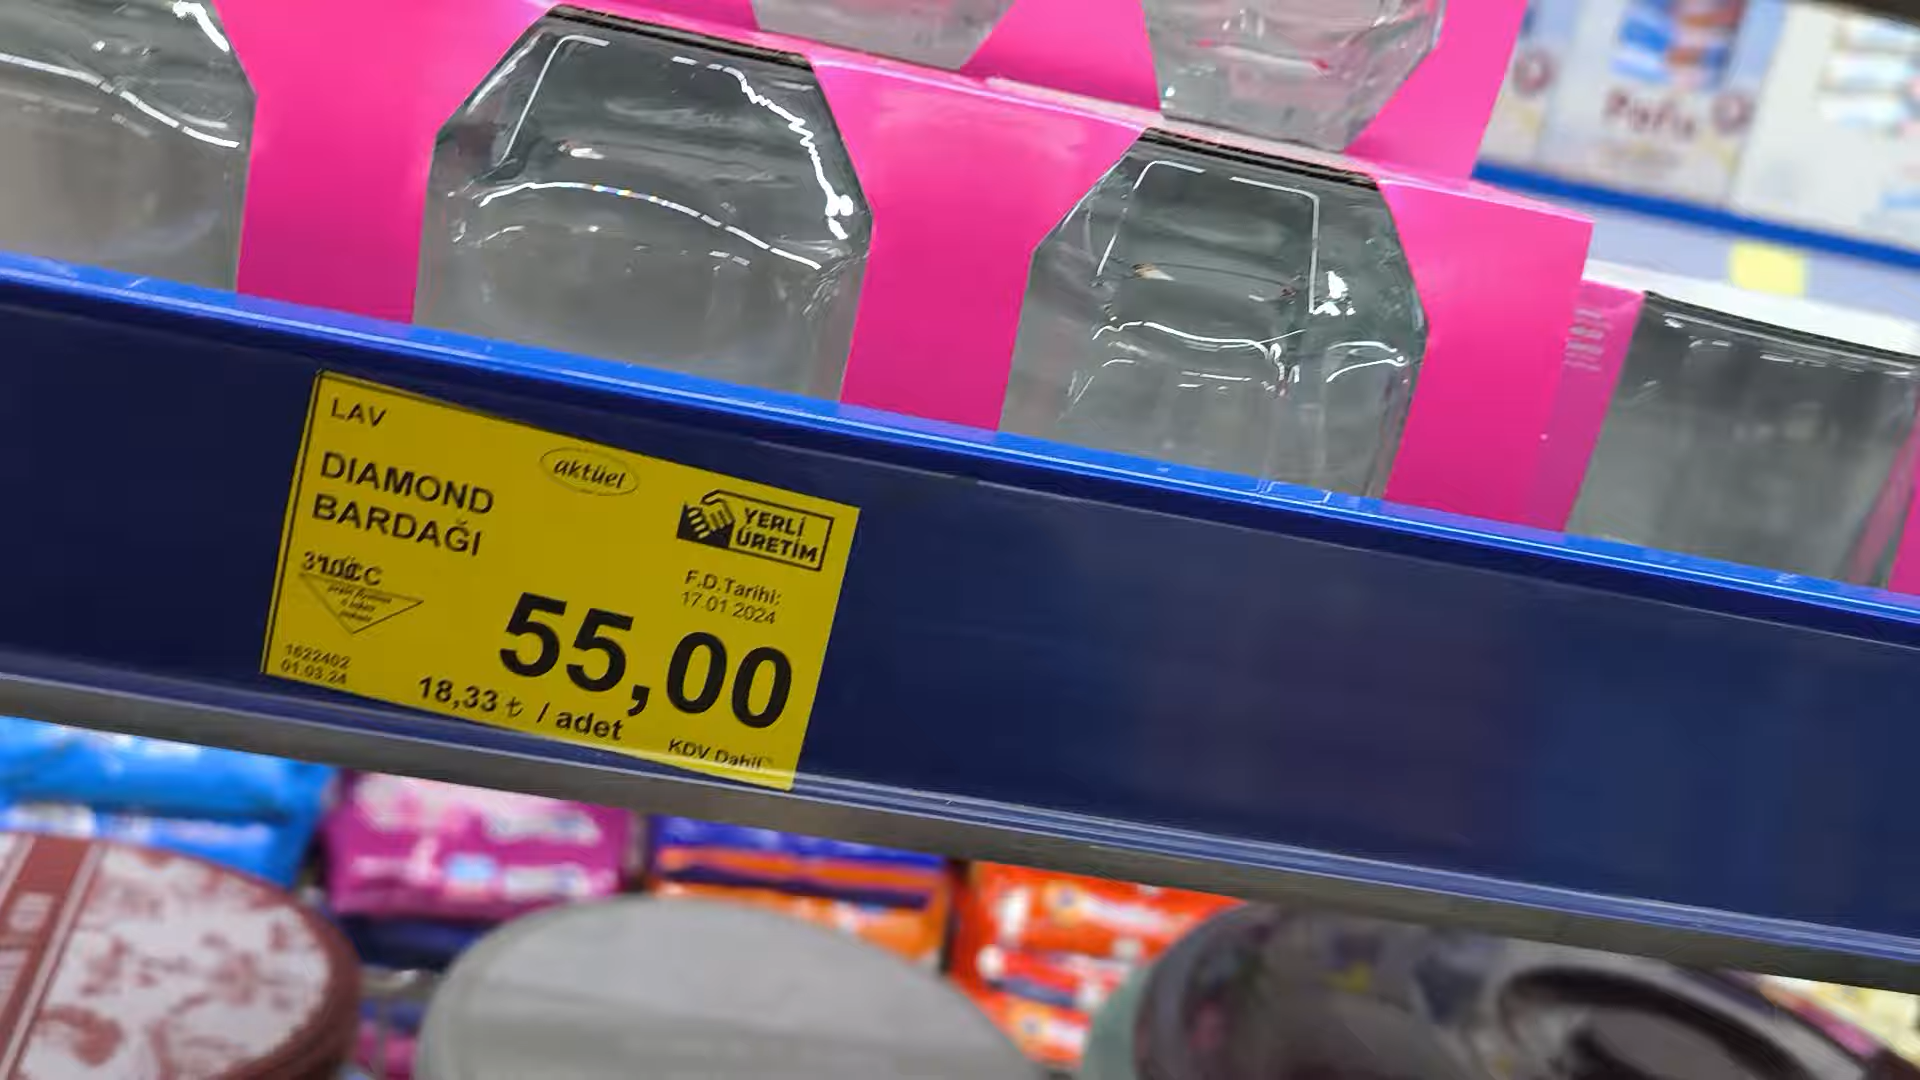 LAV
aktüel
DIAMOND
BARDAĞI
YERLİ
ÜRETİM
F.D.Tarihi:
17.01.2024
55,00
1622402
01.03.24
18,33 ₺ / adet
KDV Dahil